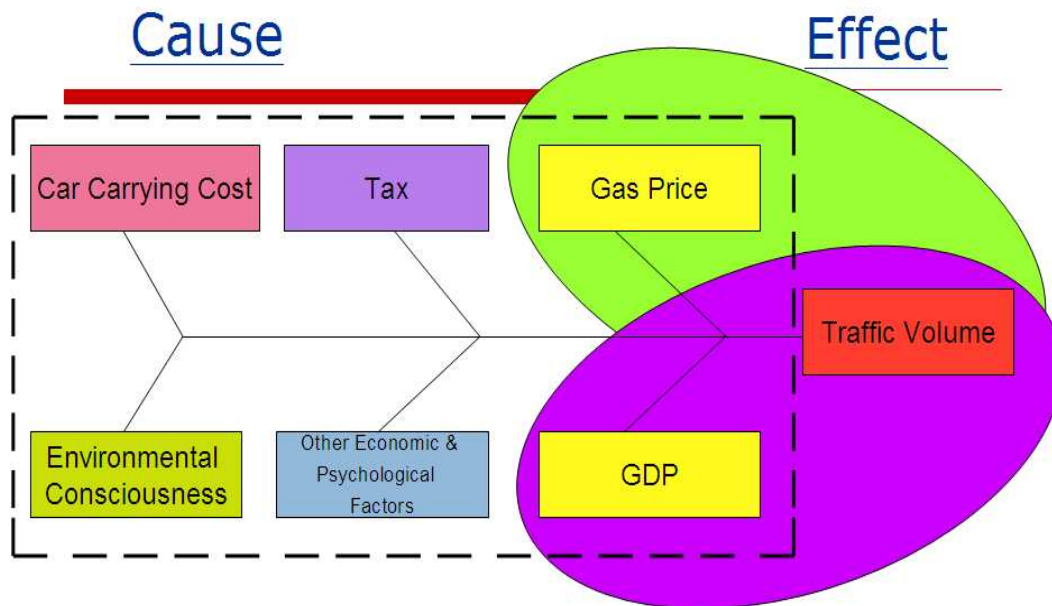 Cause
Effect
Car Carrying Cost
Tax
Gas Price
Traffic Volume
Environmental
Consciousness
Other Economic &
Psychological
Factors
GDP